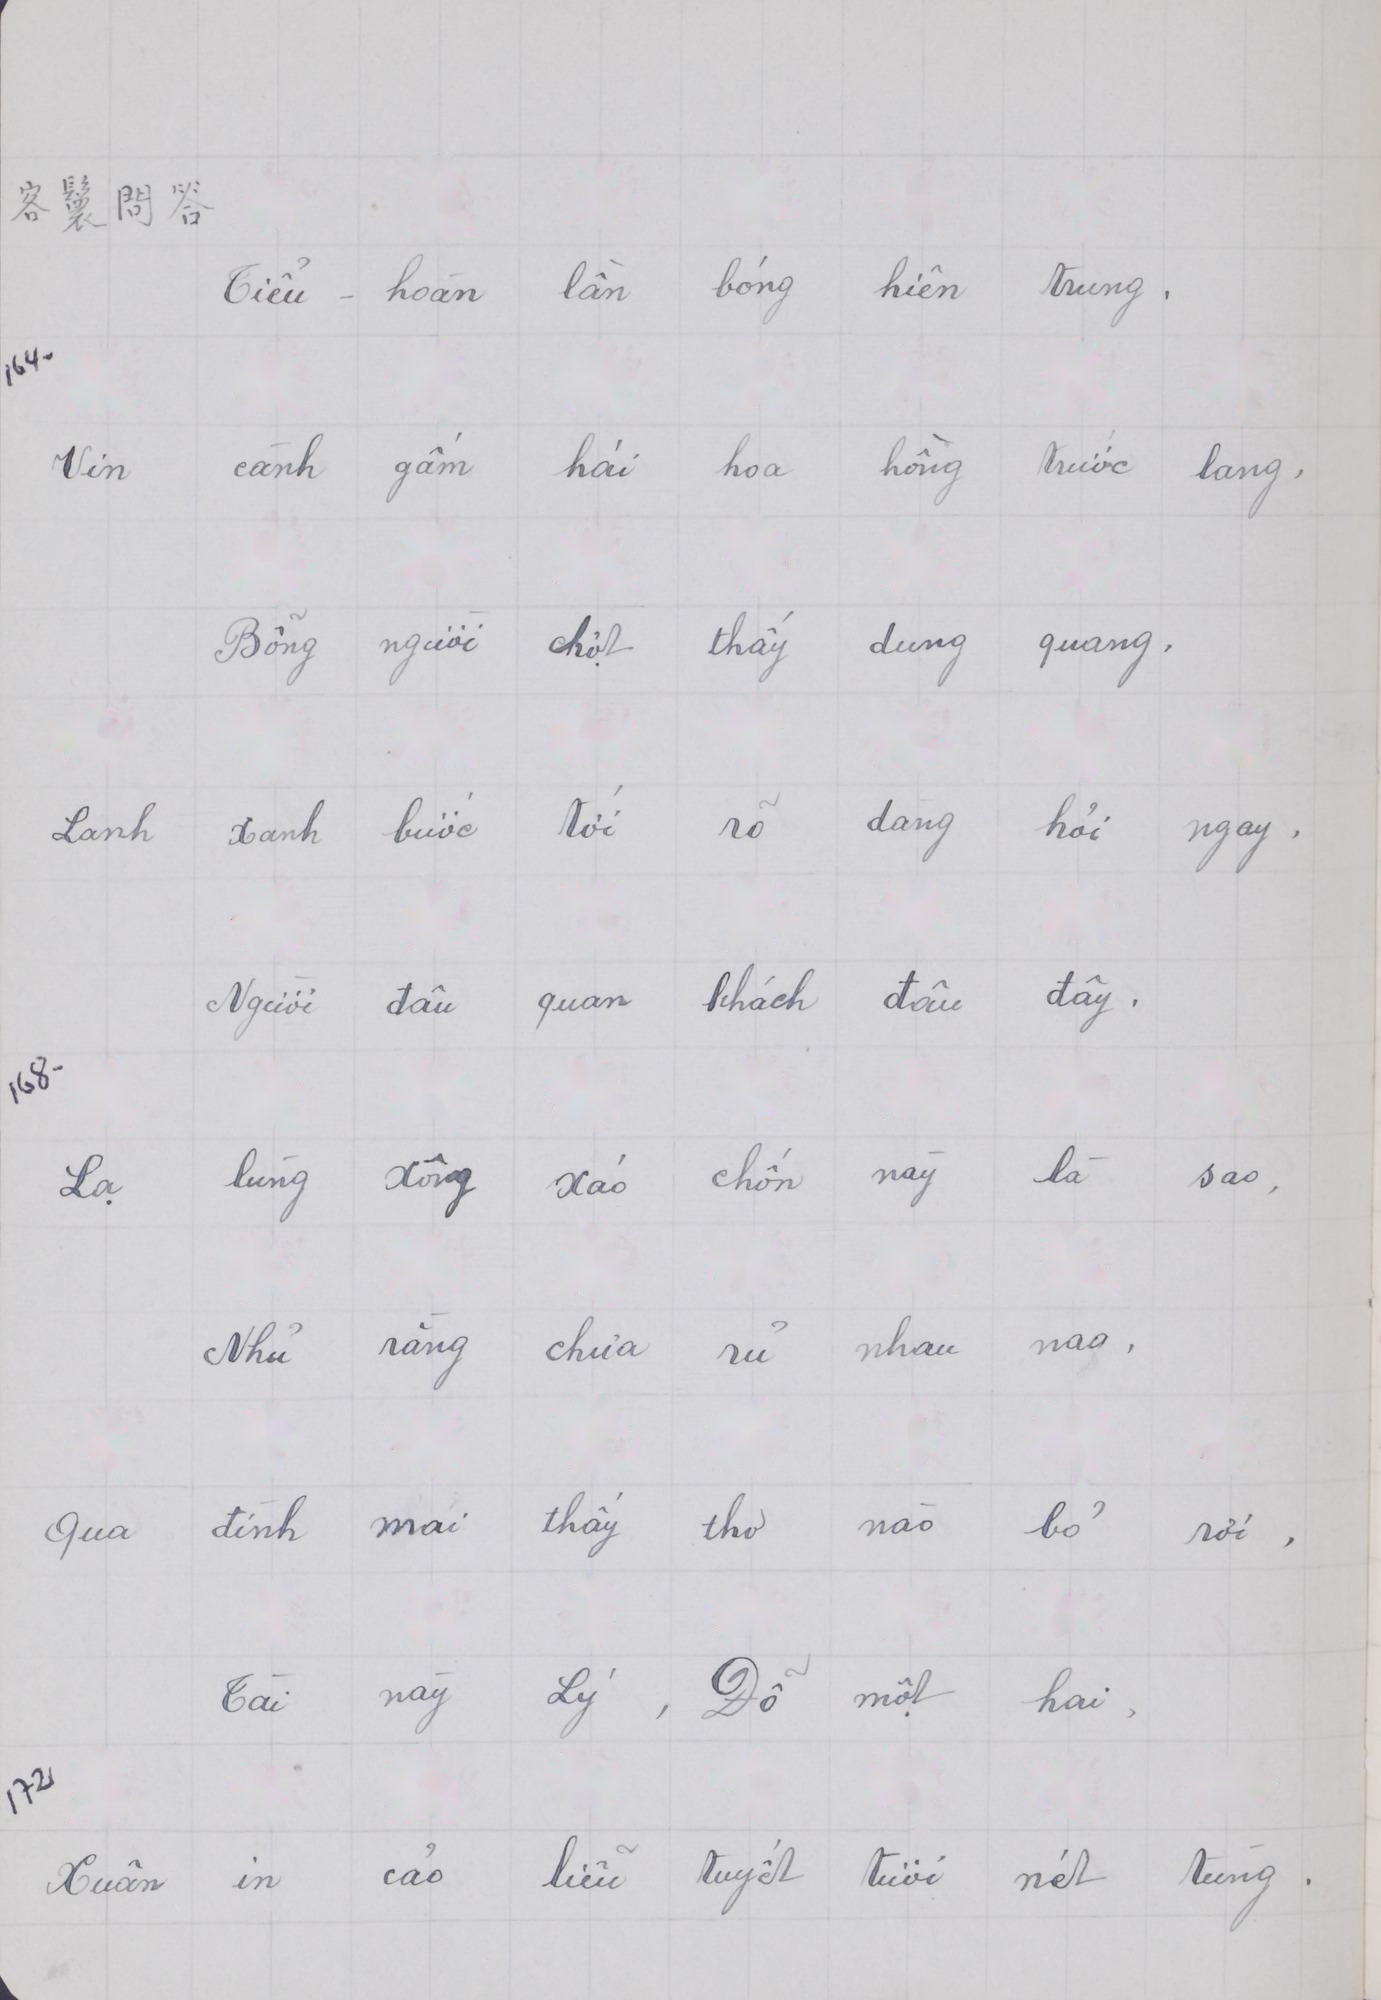 客鬟問答
Tiểu - hoàn lần bóng hiên trung.
164-
Vin cành gấm hái hoa hồng trước lang,
Bỗng người chợt thấy dung quang.
Lanh xanh bước tới rõ dàng hỏi ngay.
Người đâu quan khách đâu đây.
168-
Lạ lùng xông xáo chốn này là sao,
Nhủ rằng chưa rủ nhau nao,
Qua đình mai thấy thơ nào bỏ rơi,
Tài này Lý, Đỗ một hai,
172
Xuân in cảo liễu tuyết tươi nét tùng.